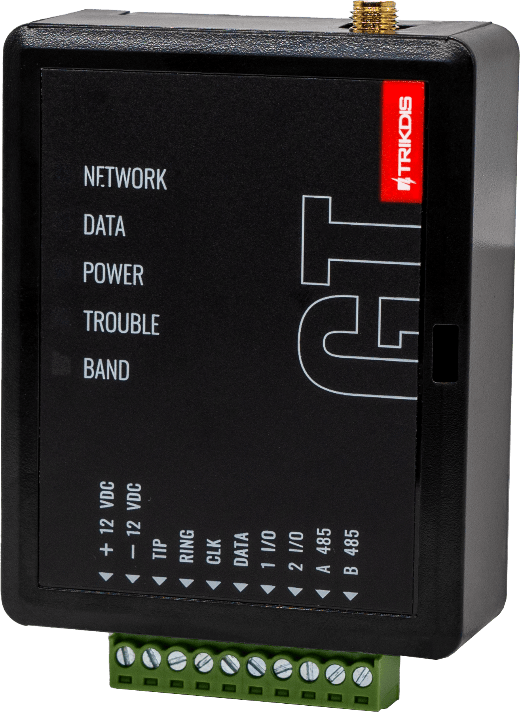 TRIKDIS
NETWORK
DATA
POWER
TROUBLE
BAND
GT
+ 12 VDC
– 12 VDC
TIP
RING
CLK
DATA
1 I/O
2 I/O
A 485
B 485